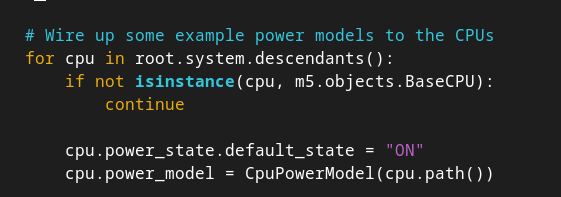 # Wire up some example power models to the CPUs
for cpu in root.system.descendants():
    if not isinstance(cpu, m5.objects.BaseCPU):
        continue

    cpu.power_state.default_state = "ON"
    cpu.power_model = CpuPowerModel(cpu.path())